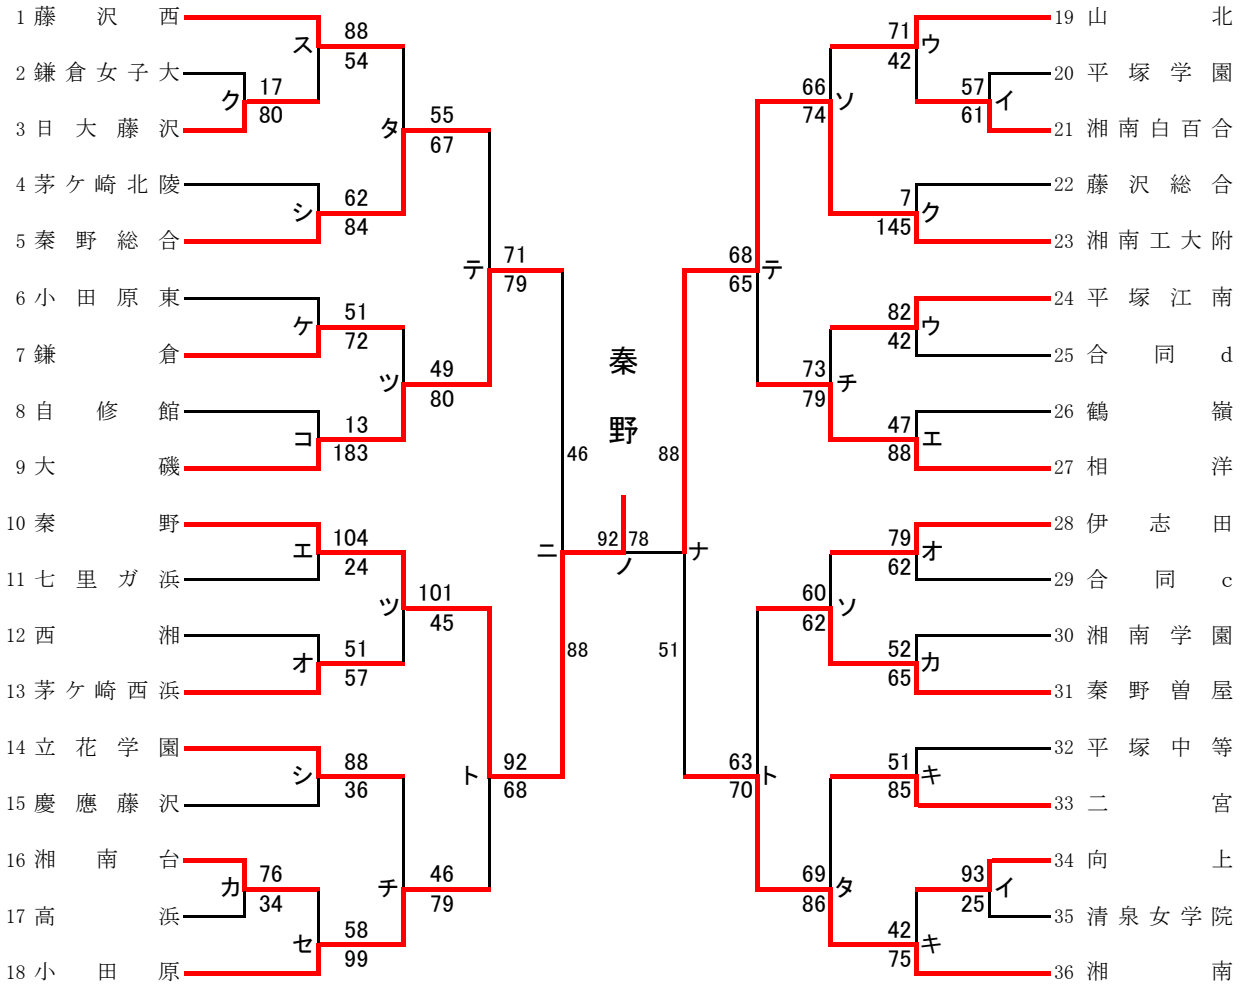 1 藤沢西
2 鎌倉女子大
3 日大藤沢
4 茅ケ崎北陵
5 秦野総合
6 小田原東
7 鎌倉
8 自修館
9 大磯
10 秦野
11 七里ガ浜
12 西湘
13 茅ケ崎西浜
14 立花学園
15 慶應藤沢
16 湘南台
17 高浜
18 小田原
ク
17
80
カ
76
34
ス
88
54
シ
62
84
ケ
51
72
コ
13
183
エ
104
24
オ
51
57
シ
88
36
セ
58
99
タ
55
67
ツ
49
80
ツ
101
45
チ
46
79
テ
71
79
ト
92
68
ニ
46
88
秦野
92
78
ノ
ナ
88
51
テ
68
65
ト
63
70
ソ
66
74
チ
73
79
ソ
60
62
タ
69
86
ウ
71
42
ク
7
145
ウ
82
42
エ
47
88
オ
79
62
カ
52
65
キ
51
85
キ
42
75
イ
57
61
イ
93
25
19 山北
20 平塚学園
21 湘南白百合
22 藤沢総合
23 湘南工大附
24 平塚江南
25 合同d
26 鶴嶺
27 相洋
28 伊志田
29 合同c
30 湘南学園
31 秦野曽屋
32 平塚中等
33 二宮
34 向上
35 清泉女学院
36 湘南